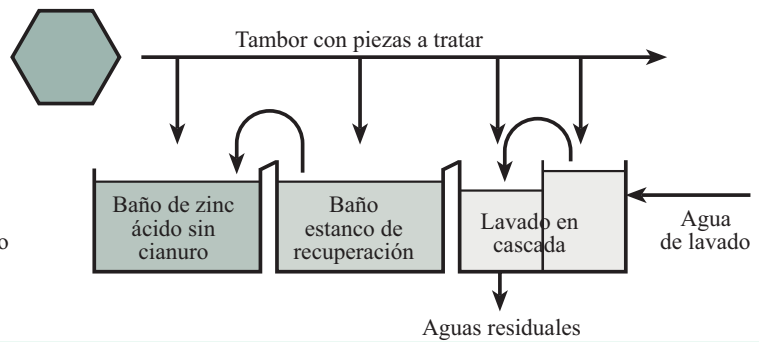 Tambor con piezas a tratar
Baño de zinc
ácido sin
cianuro
Baño
estanco de
recuperación
Lavado en
cascada
Agua
de lavado
o
Aguas residuales